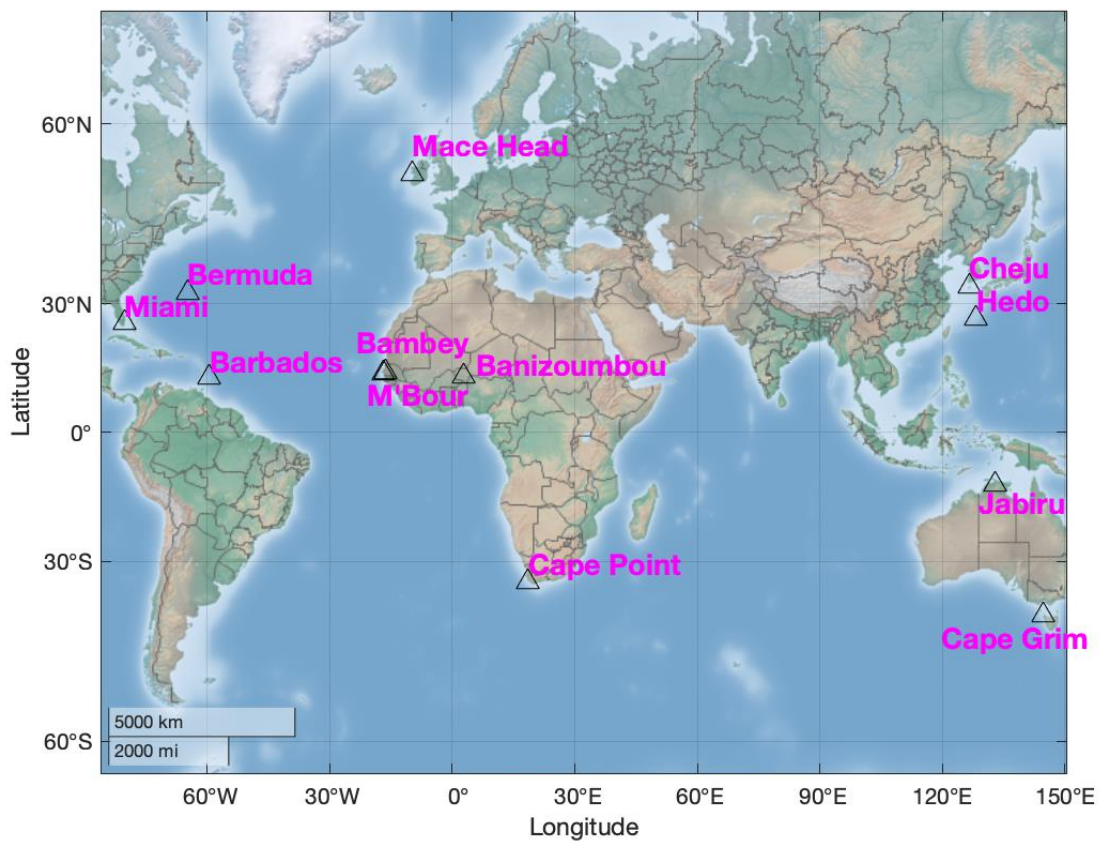 60°N
Mace Head
Bermuda
Cheju
30°N
Miami
Hedo
Bambey
Barbados
Banizoumbou
M'Bour
Latitude
0°
Jabiru
30°S
Cape Point
Cape Grim
5000 km
60°S
2000 mi
60°W 30°W 0° 30°E 60°E 90°E 120°E 150°E
Longitude